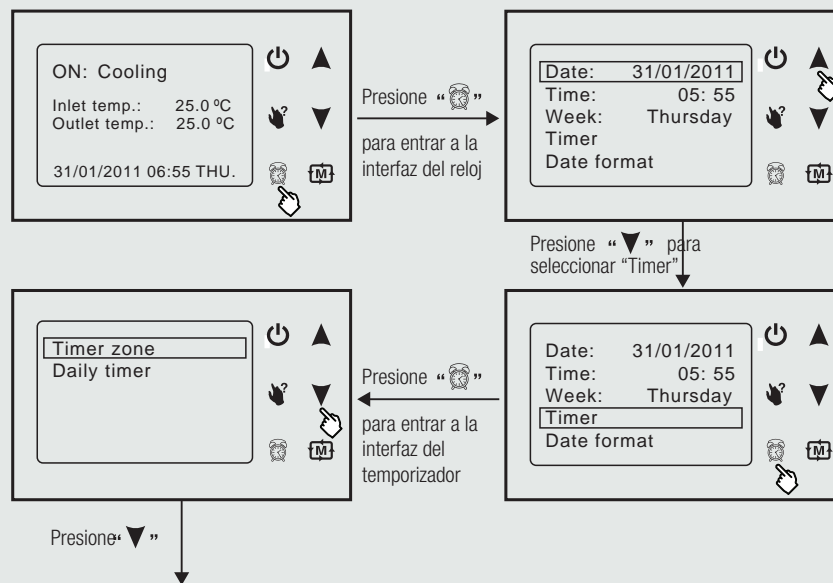 ON: Cooling
Inlet temp.: 25.0 ºC
Outlet temp.: 25.0 ºC
31/01/2011 06:55 THU.
?
M
Presione “ ”
para entrar a la
interfaz del reloj
Date: 31/01/2011
Time: 05: 55
Week: Thursday
Timer
Date format
?
M
Presione “▼” para
seleccionar “Timer”
Date: 31/01/2011
Time: 05: 55
Week: Thursday
Timer
Date format
?
M
Presione “ ”
para entrar a la
interfaz del
temporizador
Timer zone
Daily timer
?
M
Presione“▼”